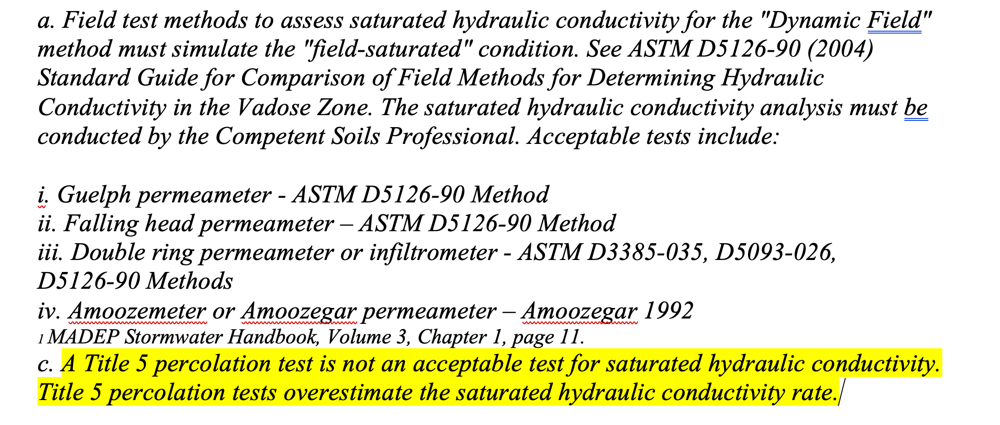 a. Field test methods to assess saturated hydraulic conductivity for the "Dynamic Field"
method must simulate the "field-saturated" condition. See ASTM D5126-90 (2004)
Standard Guide for Comparison of Field Methods for Determining Hydraulic
Conductivity in the Vadose Zone. The saturated hydraulic conductivity analysis must be
conducted by the Competent Soils Professional. Acceptable tests include:
i. Guelph permeameter - ASTM D5126-90 Method
ii. Falling head permeameter – ASTM D5126-90 Method
iii. Double ring permeameter or infiltrometer - ASTM D3385-035, D5093-026,
D5126-90 Methods
iv. Amoozemeter or Amoozegar permeameter – Amoozegar 1992
1 MADEP Stormwater Handbook, Volume 3, Chapter 1, page 11.
c. A Title 5 percolation test is not an acceptable test for saturated hydraulic conductivity.
Title 5 percolation tests overestimate the saturated hydraulic conductivity rate.